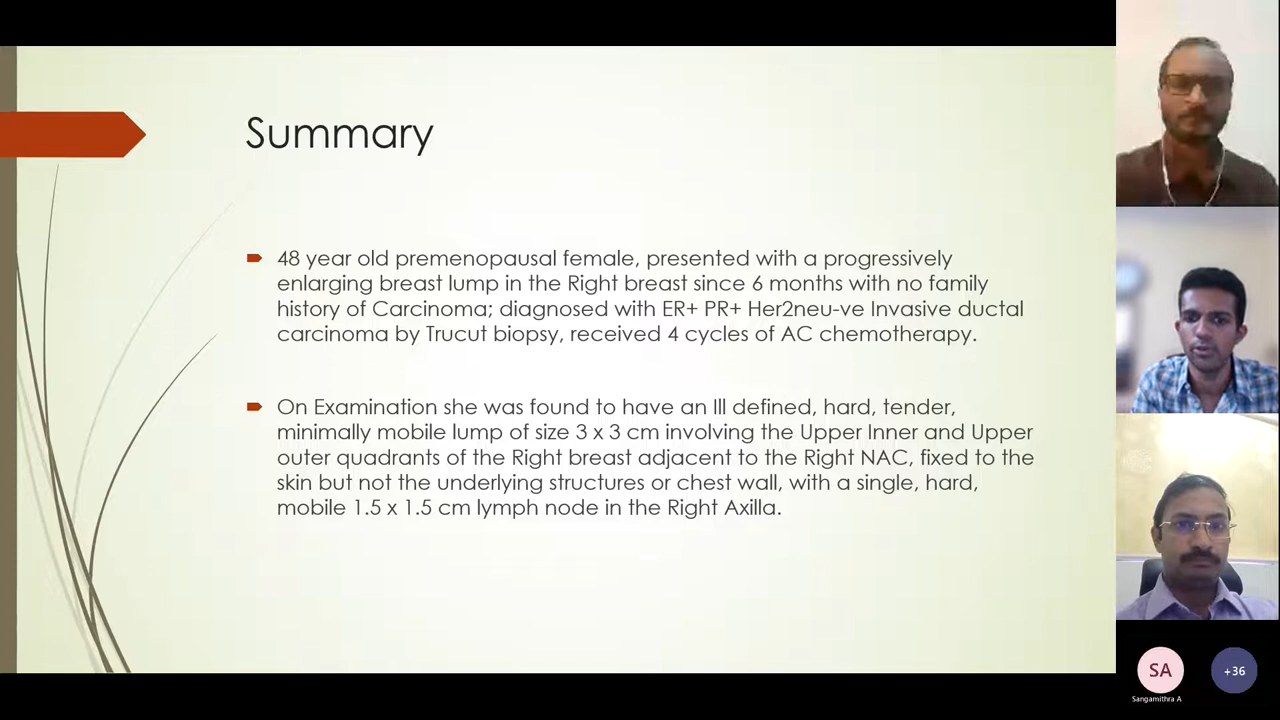 Summary
48 year old premenopausal female, presented with a progressively
enlarging breast lump in the Right breast since 6 months with no family
history of Carcinoma; diagnosed with ER+ PR+ Her2neu-ve Invasive ductal
carcinoma by Trucut biopsy, received 4 cycles of AC chemotherapy.
On Examination she was found to have an Ill defined, hard, tender,
minimally mobile lump of size 3 x 3 cm involving the Upper Inner and Upper
outer quadrants of the Right breast adjacent to the Right NAC, fixed to the
skin but not the underlying structures or chest wall, with a single, hard,
mobile 1.5 x 1.5 cm lymph node in the Right Axilla.
SA
+36
Sangamithra A